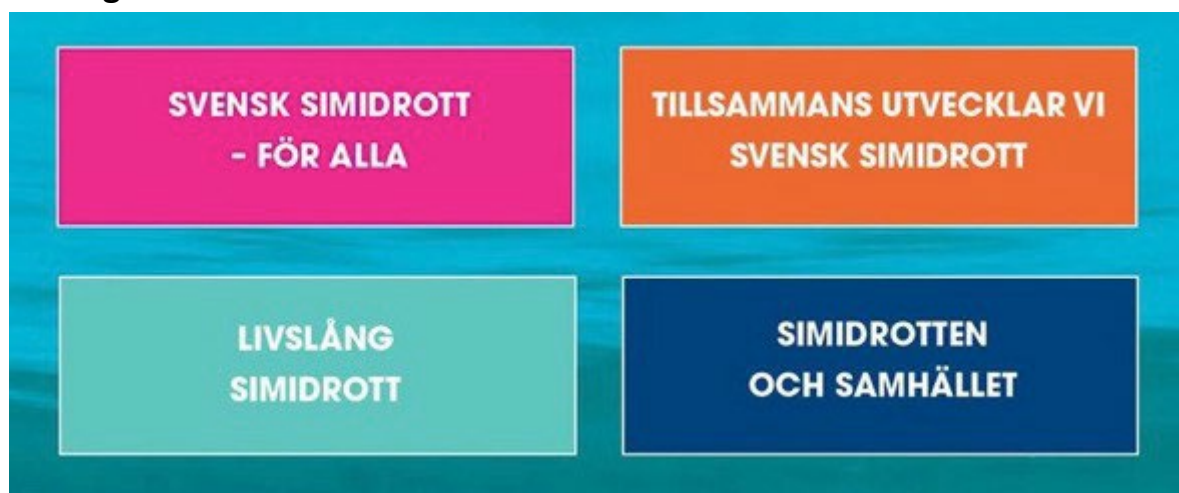 SVENSK SIMIDROTT
– FÖR ALLA
TILLSAMMANS UTVECKLAR VI
SVENSK SIMIDROTT
LIVSLÅNG
SIMIDROTT
SIMIDROTTEN
OCH SAMHÄLLET